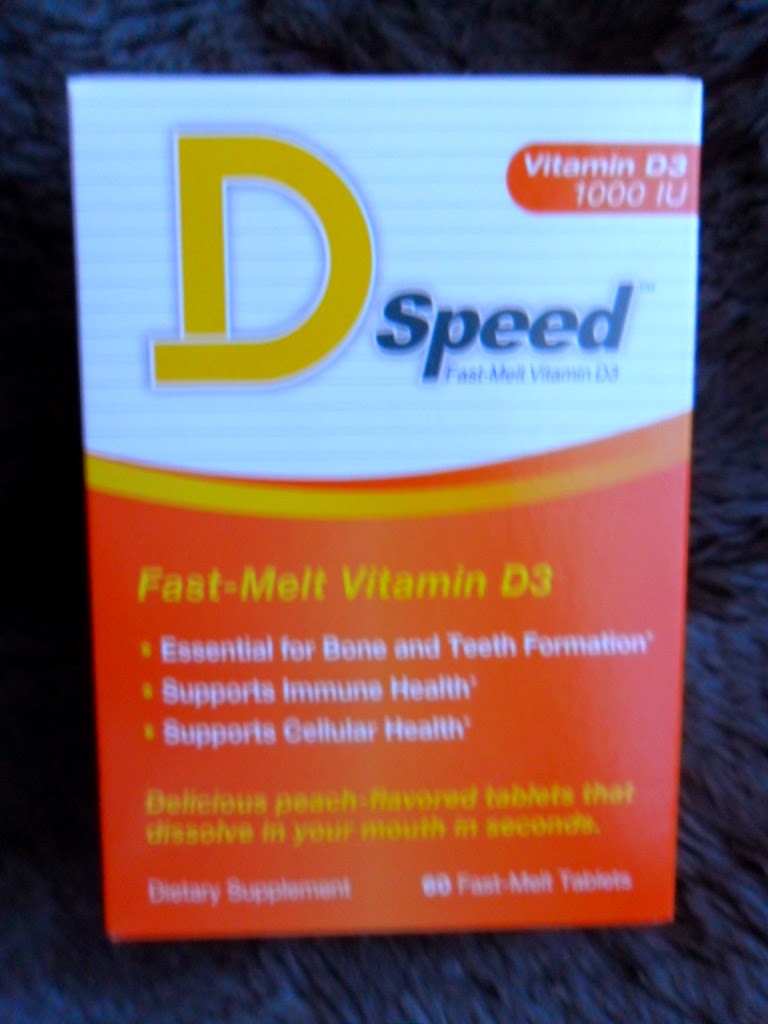 Vitamin D3
1000 IU
D Speed™
Fast-Melt Vitamin D3
Fast-Melt Vitamin D3
Essential for Bone and Teeth Formation
Supports Immune Health
Supports Cellular Health
Delicious peach-flavored tablets that
dissolve in your mouth in seconds.
Dietary Supplement 60 Fast-Melt Tablets